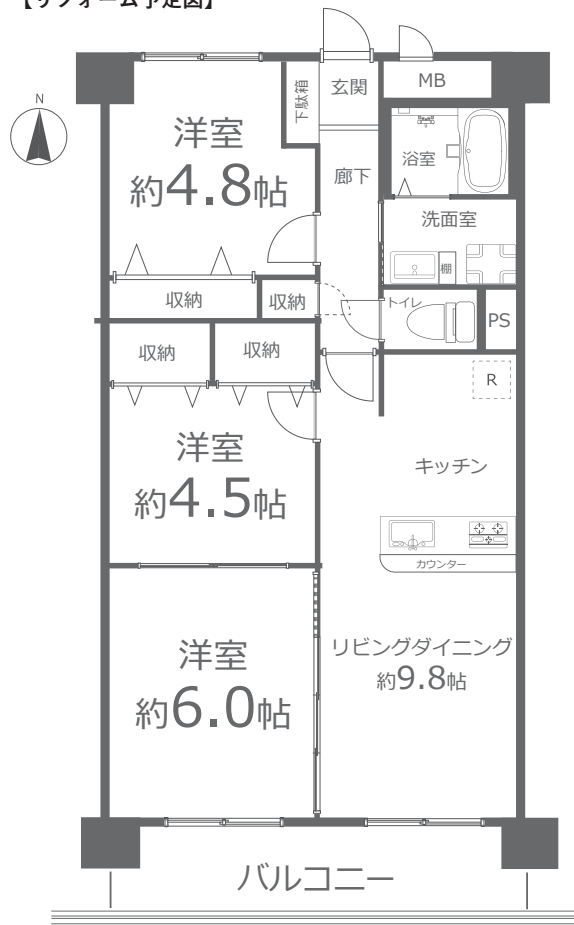 【リフォーム予定図】
N
洋室
約4.8帖
下駄箱
玄関
MB
浴室
廊下
洗面室
棚
収納
収納
トイレ
PS
収納
収納
R
洋室
約4.5帖
キッチン
カウンター
洋室
約6.0帖
リビングダイニング
約9.8帖
バルコニー